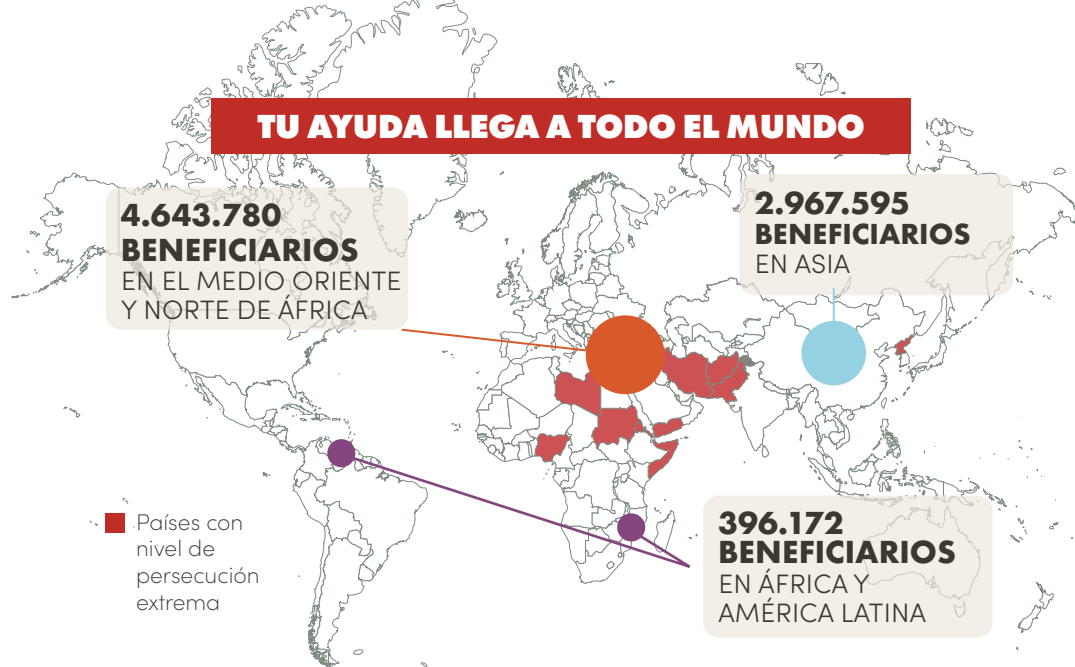 TU AYUDA LLEGA A TODO EL MUNDO
4.643.780
BENEFICIARIOS
EN EL MEDIO ORIENTE
Y NORTE DE ÁFRICA
2.967.595
BENEFICIARIOS
EN ASIA
396.172
BENEFICIARIOS
EN ÁFRICA Y
AMÉRICA LATINA
Países con
nivel de
persecución
extrema